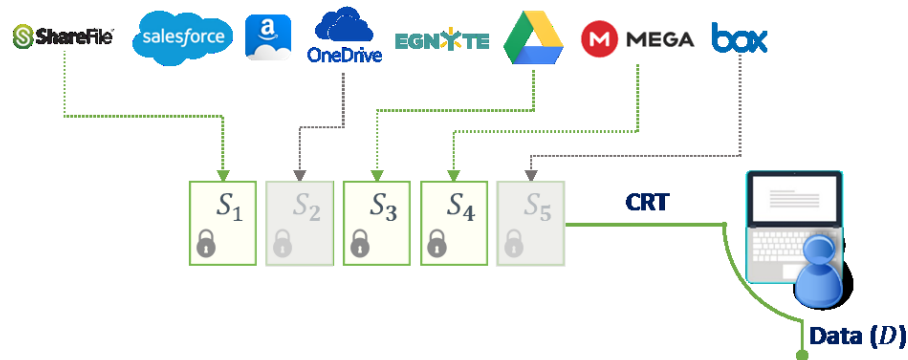 ShareFile
salesforce
a
OneDrive
EGNYTE
M MEGA
box
S1
S2
S3
S4
S5
CRT
Data (D)